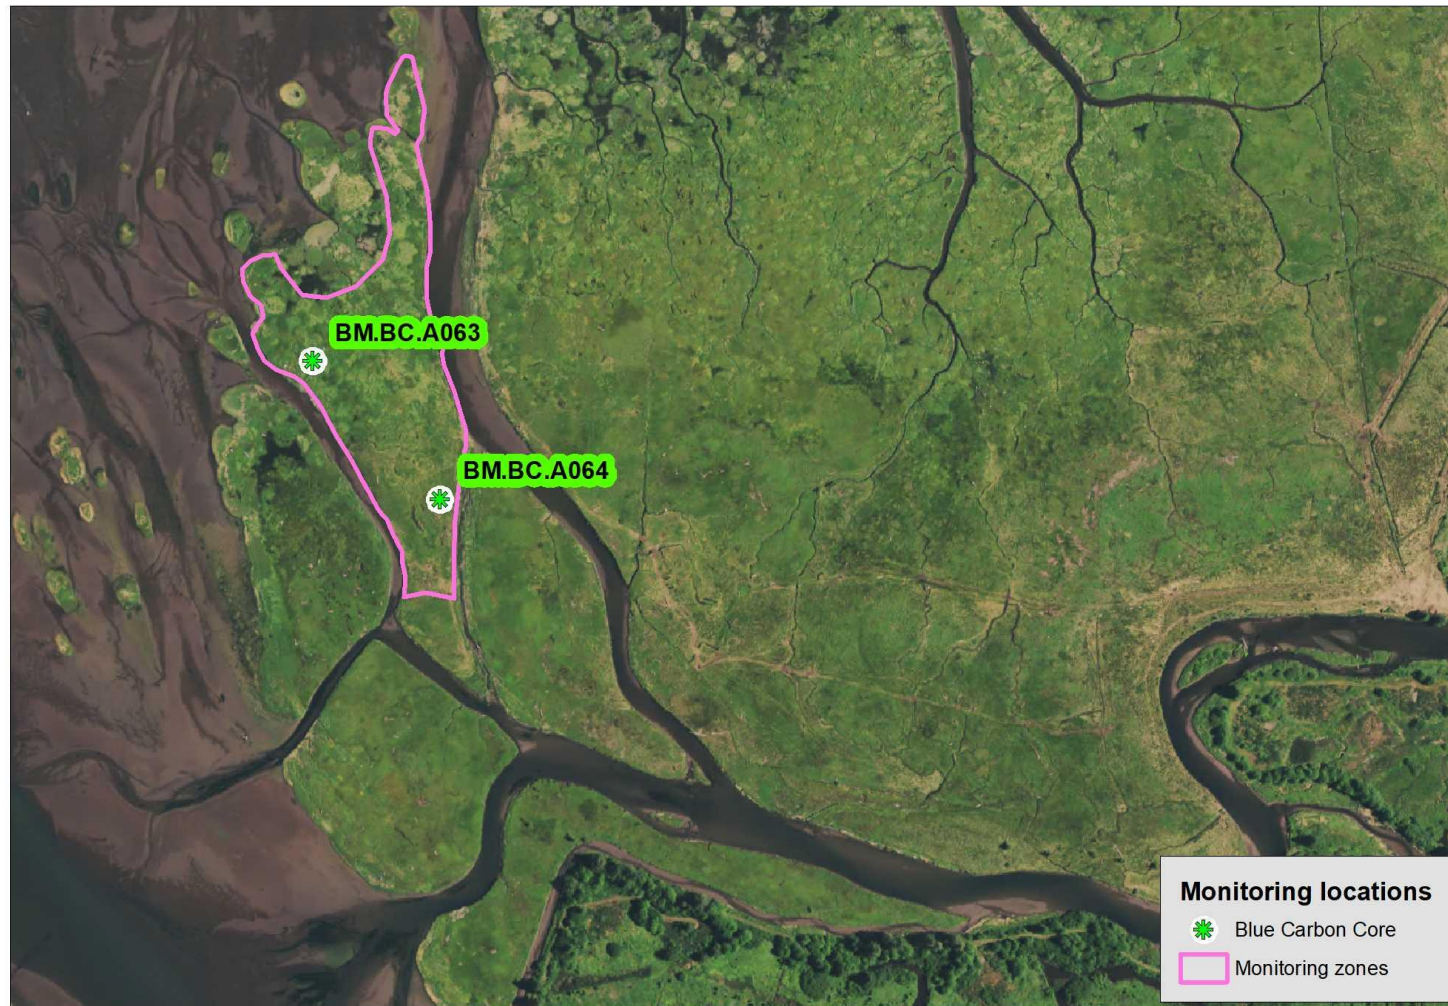 BM.BC.A063
BM.BC.A064
Monitoring locations
Blue Carbon Core
Monitoring zones